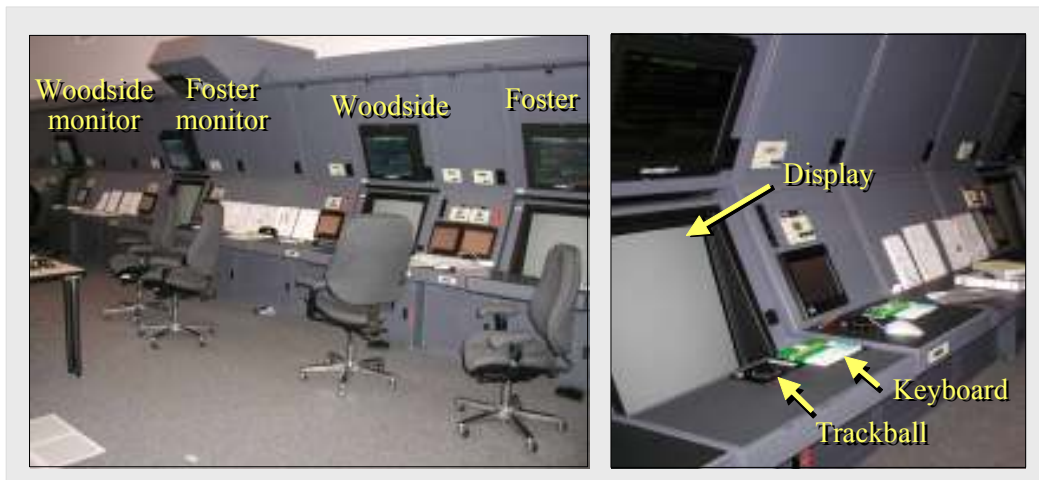 Woodside
monitor
Foster
monitor
Woodside
Foster
Display
Keyboard
Trackball